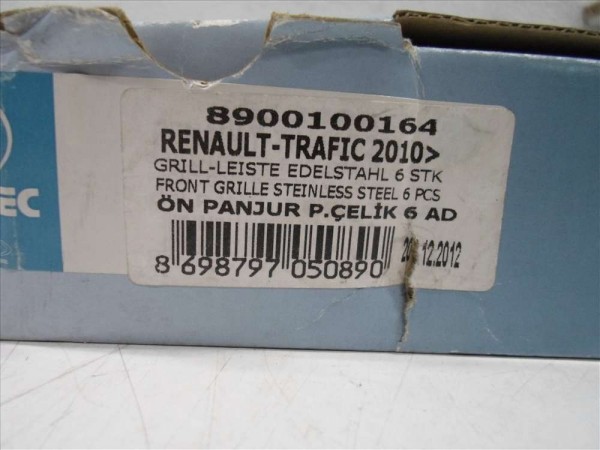 8900100164
RENAULT-TRAFIC 2010>
GRILL-LEISTE EDELSTAHL 6 STK
FRONT GRILLE STEINLESS STEEL 6 PCS
ÖN PANJUR P.ÇELİK 6 AD
8 698797 050890
12.2012
EC